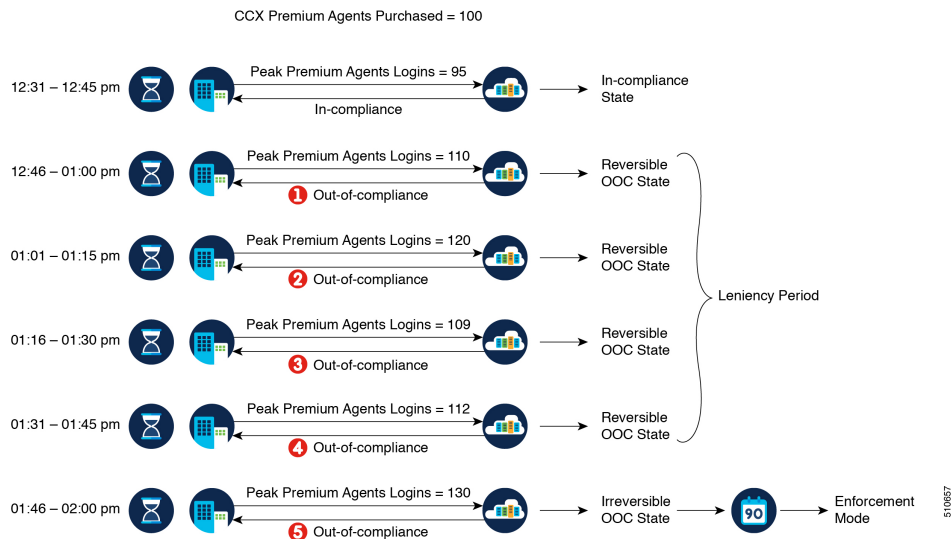 CCX Premium Agents Purchased = 100
12:31 – 12:45 pm
Peak Premium Agents Logins = 95
In-compliance
In-compliance
State
12:46 – 01:00 pm
Peak Premium Agents Logins = 110
1 Out-of-compliance
Reversible
OOC State
01:01 – 01:15 pm
Peak Premium Agents Logins = 120
2 Out-of-compliance
Reversible
OOC State
Leniency Period
01:16 – 01:30 pm
Peak Premium Agents Logins = 109
3 Out-of-compliance
Reversible
OOC State
01:31 – 01:45 pm
Peak Premium Agents Logins = 112
4 Out-of-compliance
Reversible
OOC State
01:46 – 02:00 pm
Peak Premium Agents Logins = 130
5 Out-of-compliance
Irreversible
OOC State
90
Enforcement
Mode
510657